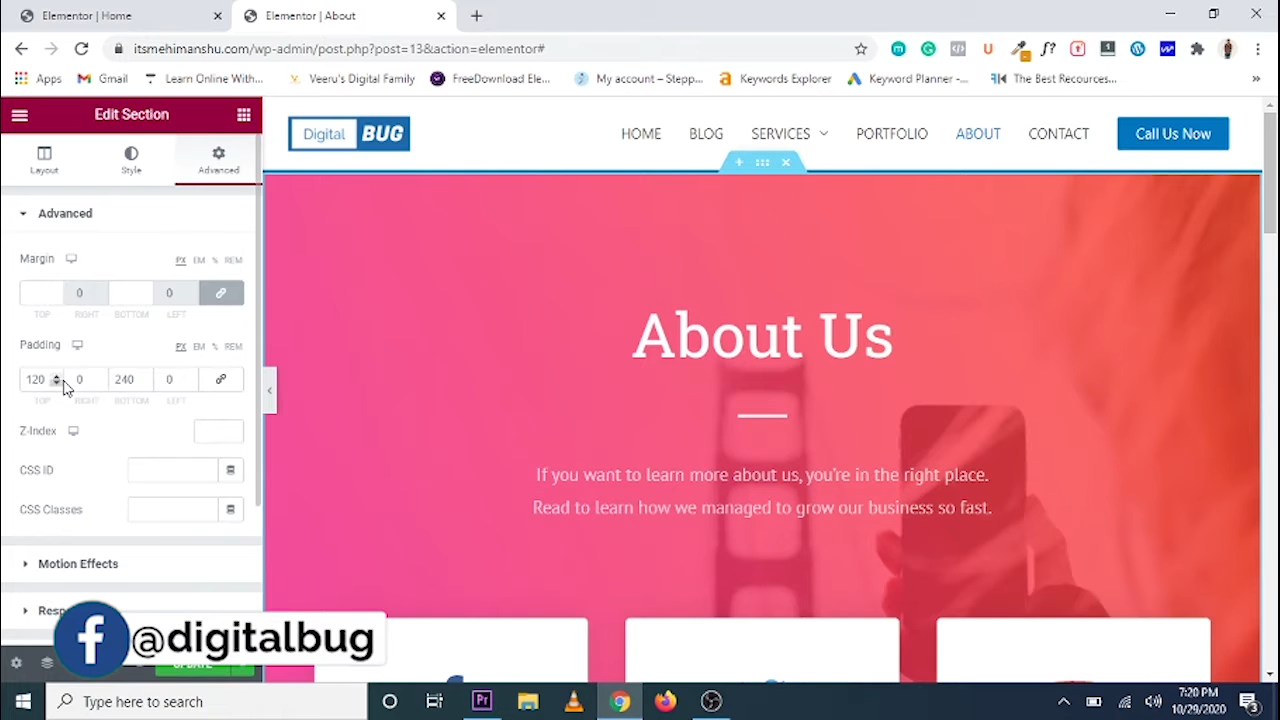 Elementor | Home
Elementor | About
itsmehimanshu.com/wp-admin/post.php?post=13&action=elementor#
Apps
Gmail
Learn Online With...
Veeru's Digital Family
FreeDownload Ele...
My account – Stepp...
Keywords Explorer
Keyword Planner -...
The Best Recources...
Edit Section
Layout
Style
Advanced
Advanced
Margin
PX EM % REM
0 0
TOP RIGHT BOTTOM LEFT
Padding
PX EM % REM
120 0 240 0
TOP RIGHT BOTTOM LEFT
Z-Index
CSS ID
CSS Classes
Motion Effects
@digitalbug
UPDATE
Digital BUG
HOME
BLOG
SERVICES
PORTFOLIO
ABOUT
CONTACT
Call Us Now
About Us
If you want to learn more about us, you're in the right place.
Read to learn how we managed to grow our business so fast.
Type here to search
7:20 PM
10/29/2020
3